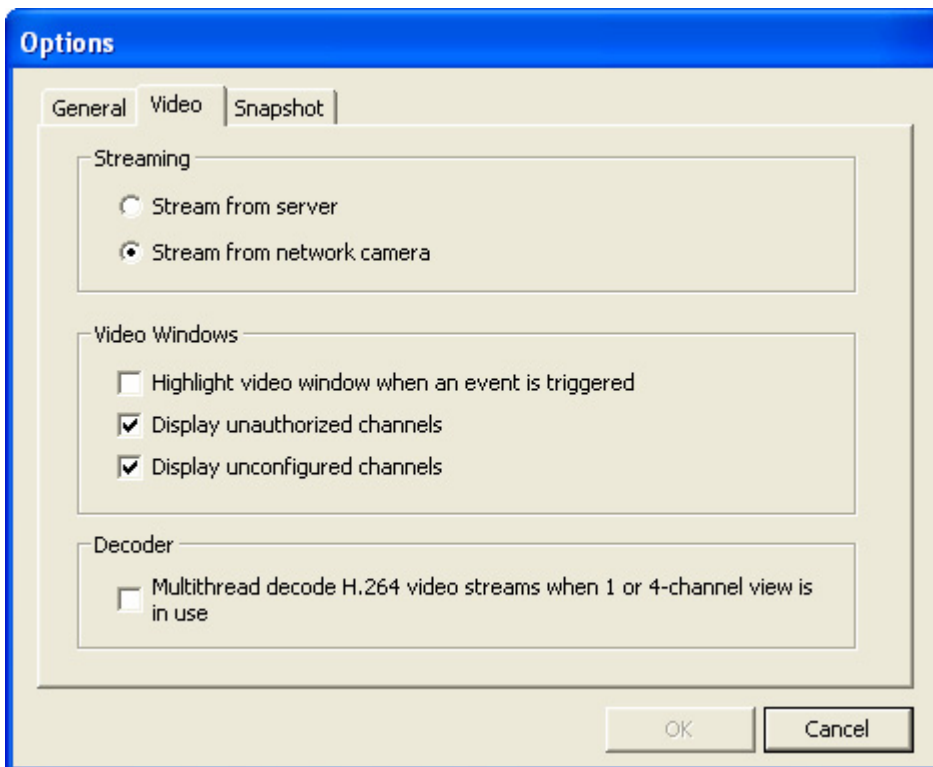 Options
General Video Snapshot
Streaming
Stream from server
Stream from network camera
Video Windows
Highlight video window when an event is triggered
Display unauthorized channels
Display unconfigured channels
Decoder
Multithread decode H.264 video streams when 1 or 4-channel view is
in use
OK Cancel